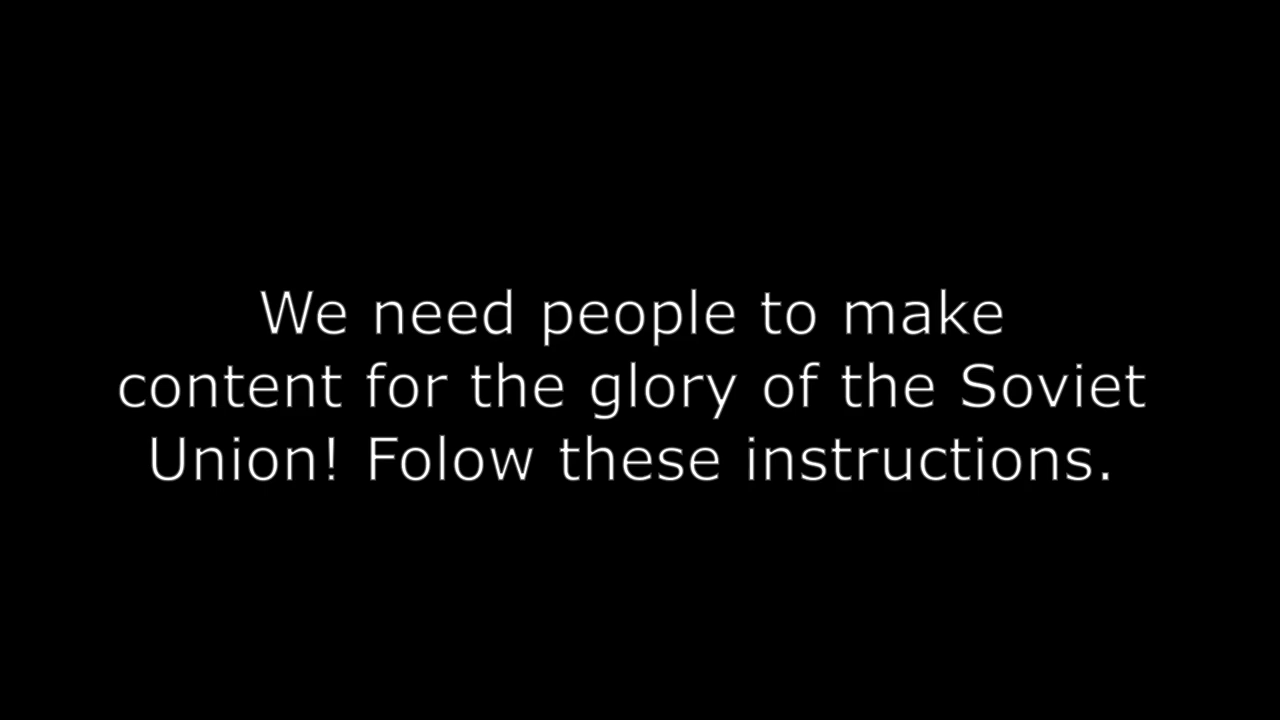 We need people to make
content for the glory of the Soviet
Union! Folow these instructions.